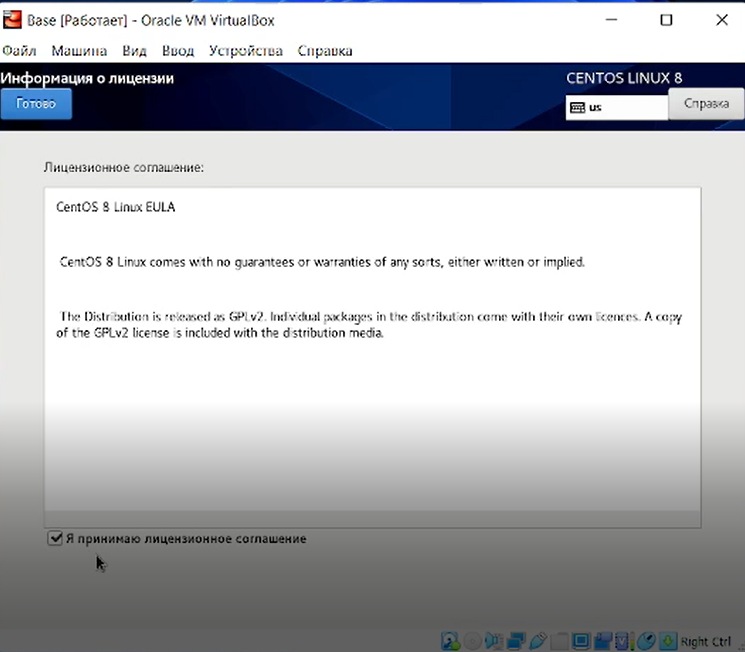 Base [Работает] - Oracle VM VirtualBox
Файл Машина Вид Ввод Устройства Справка
Информация о лицензии
CENTOS LINUX 8
Готово
us
Справка
Лицензионное соглашение:
CentOS 8 Linux EULA
CentOS 8 Linux comes with no guarantees or warranties of any sorts, either written or implied.
The Distribution is released as GPLv2. Individual packages in the distribution come with their own licences. A copy
of the GPLv2 license is included with the distribution media.
Я принимаю лицензионное соглашение
Right Ctrl